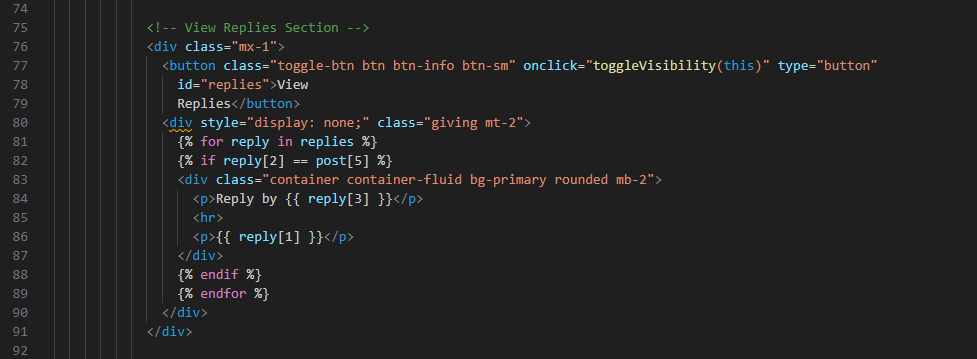 74
75 <!-- View Replies Section -->
76 <div class="mx-1">
77 <button class="toggle-btn btn btn-info btn-sm" onclick="toggleVisibility(this)" type="button"
78 id="replies">View
79 Replies</button>
80 <div style="display: none;" class="giving mt-2">
81 {% for reply in replies %}
82 {% if reply[2] == post[5] %}
83 <div class="container container-fluid bg-primary rounded mb-2">
84 <p>Reply by {{ reply[3] }}</p>
85 <hr>
86 <p>{{ reply[1] }}</p>
87 </div>
88 {% endif %}
89 {% endfor %}
90 </div>
91 </div>
92